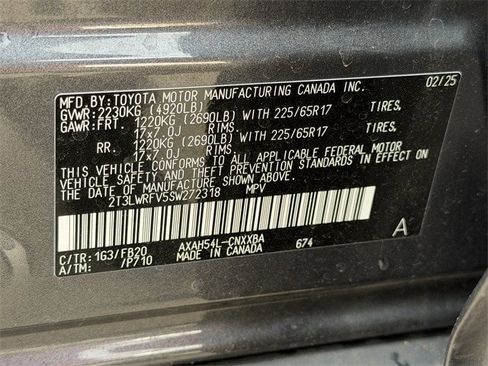 MFD.BY:TOYOTA MOTOR MANUFACTURING CANADA INC. 02/25
GVWR:2230KG (4920LB)
GAWR:FRT. 1220KG (2690LB) WITH 225/65R17 TIRES,
17x7.0J RIMS.
RR. 1220KG (2690LB) WITH 225/65R17 TIRES,
17x7.0J RIMS.
THIS VEHICLE CONFORMS TO ALL APPLICABLE FEDERAL MOTOR
VEHICLE SAFETY AND THEFT PREVENTION STANDARDS IN EFFECT ON
THE DATE OF MANUFACTURE SHOWN ABOVE.
2T3LWRFV5SW272318 MPV
A
C/TR:1G3/FB20 AXAH54L-CNXXBA 674
A/TM: /P710 MADE IN CANADA